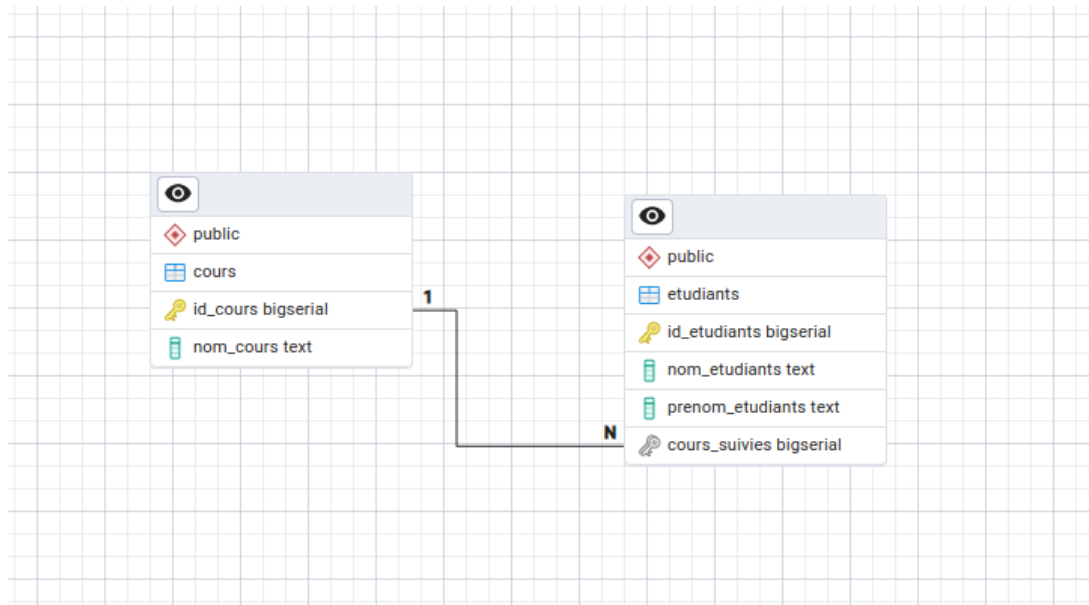 public
cours
id_cours bigserial
nom_cours text
1
N
public
etudiants
id_etudiants bigserial
nom_etudiants text
prenom_etudiants text
cours_suivies bigserial